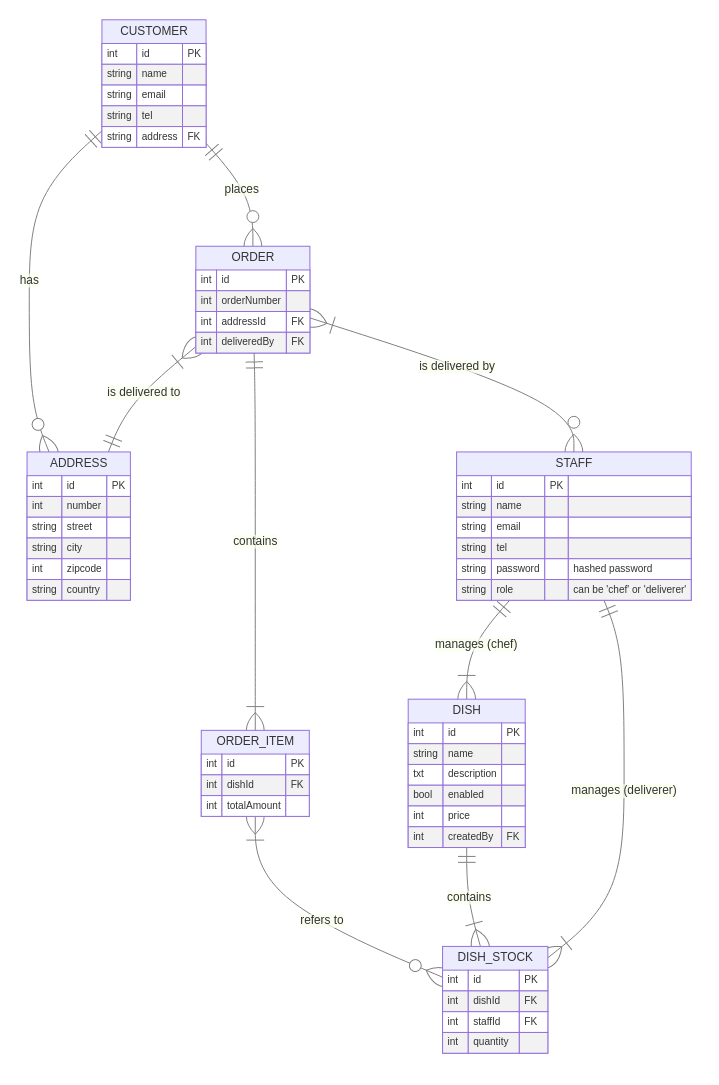 CUSTOMER
int id PK
string name
string email
string tel
string address FK
places
has
ORDER
int id PK
int orderNumber
int addressId FK
int deliveredBy FK
is delivered by
is delivered to
ADDRESS
int id PK
int number
string street
string city
int zipcode
string country
STAFF
int id PK
string name
string email
string tel
string password hashed password
string role can be 'chef' or 'deliverer'
contains
manages (chef)
DISH
int id PK
string name
txt description
bool enabled
int price
int createdBy FK
ORDER_ITEM
int id PK
int dishId FK
int totalAmount
manages (deliverer)
contains
refers to
DISH_STOCK
int id PK
int dishId FK
int staffId FK
int quantity